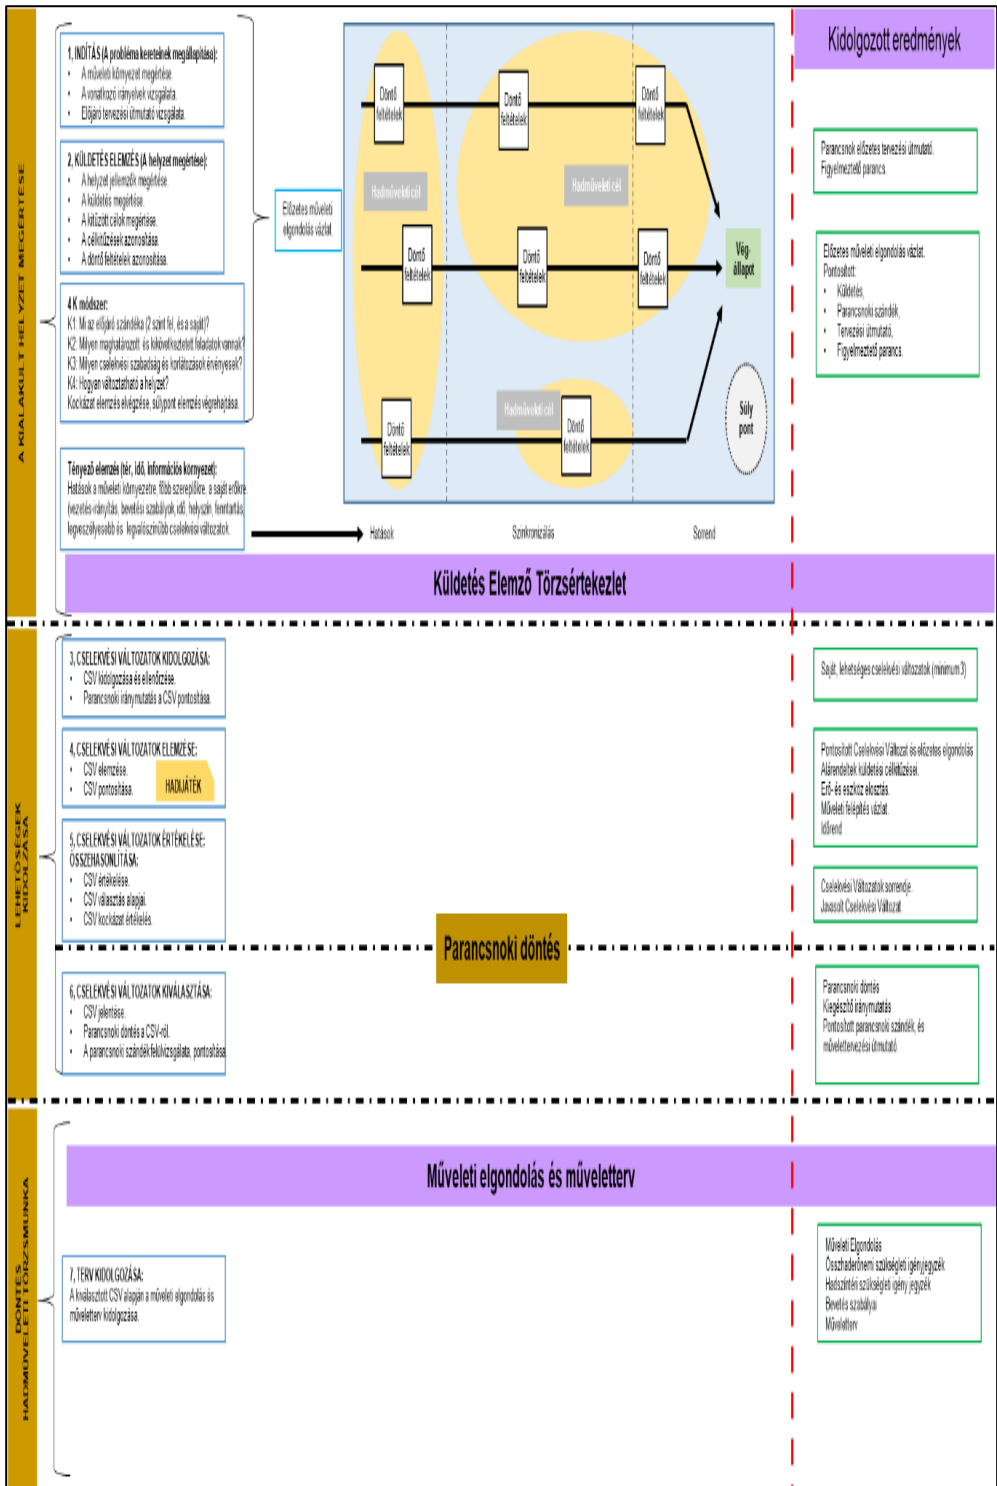 A KIALAKULT HELYZET MEGÉRTÉSE
1, INDÍTÁS (A probléma kereteinek megállapítása):
• A műveleti környezet megértése.
• A vonatkozó irányelvek vizsgálata.
• Előjáró tervezési útmutató vizsgálata.
2, KÜLDETÉS ELEMZÉS (A helyzet megértése):
• A helyzet jellemzők megértése.
• A küldetés megértése.
• A kitűzött célok megértése.
• A célkitűzések azonosítása.
• A döntő feltételek azonosítása.
4 K módszer:
K1: Mi az előjáró szándéka (2 szint fel, és a saját)?
K2: Milyen maghatározott és kikövetkeztetett feladatok vannak?
K3: Milyen cselekvési szabadság és korlátozások érvényesek?
K4: Hogyan változtatható a helyzet?
Kockázat elemzés elvégzése, súlypont elemzés végrehajtása.
Tényező elemzés (tér, idő, információs környezet):
Hatások a műveleti környezetre, főbb szereplőkre, a saját erőkre
(vezetés-irányítás, bevetési szabályok, idő, helyszín, fenntartás,
legveszélyesebb és legvalószínűbb cselekvési változatok.
Előzetes műveleti
elgondolás vázlat.
Döntő
feltételek
Döntő
feltételek
Döntő
feltételek
Hadműveleti cél
Hadműveleti cél
Döntő
feltételek
Döntő
feltételek
Döntő
feltételek
Vég-
állapot
Hadműveleti cél
Döntő
feltételek
Döntő
feltételek
Súly
pont
Hatások
Szinkronizálás
Sorrend
Kidolgozott eredmények
Parancsnok előzetes tervezési útmutató.
Figyelmeztető parancs.
Előzetes műveleti elgondolás vázlat.
Pontosított:
• Küldetés,
• Parancsnoki szándék,
• Tervezési útmutató,
• Figyelmeztető parancs.
Küldetés Elemző Törzsértekezlet
LEHETŐSÉGEK
KIDOLZÁSA
3, CSELEKVÉSI VÁLTOZATOK KIDOLGOZÁSA:
• CSV kidolgozása és ellenőrzése.
• Parancsnoki iránymutatás a CSV pontosítása.
4, CSELEKVÉSI VÁLTOZATOK ELEMZÉSE:
• CSV elemzése.
• CSV pontosítása.
HADIJÁTÉK
5, CSELEKVÉSI VÁLTOZATOK ÉRTÉKELÉSE:
ÖSSZEHASONLÍTÁSA:
• CSV értékelése.
• CSV választás alapjai.
• CSV kockázat értékelés.
Parancsnoki döntés
6, CSELEKVÉSI VÁLTOZATOK KIVÁLASZTÁSA:
• CSV jelentése.
• Parancsnoki döntés a CSV-ről.
• A parancsnoki szándék felülvizsgálata, pontosítása.
Saját, lehetséges cselekvési változatok (minimum 3)
Pontosított Cselekvési Változat és előzetes elgondolás
Alárendeltek küldetési célkitűzései.
Erő- és eszköz elosztás.
Műveleti felépítés vázlat.
Időrend
Cselekvési Változatok sorrendje.
Javasolt Cselekvési Változat.
Parancsnoki döntés
Kiegészítő iránymutatás
Pontosított parancsnoki szándék, és
művelettervezési útmutató.
DÖNTÉS
HADMŰVELETI TÖRZSMUNKA
Műveleti elgondolás és műveletterv
7, TERV KIDOLGOZÁSA:
A kiválasztott CSV alapján a műveleti elgondolás és
műveletterv kidolgozása.
Műveleti Elgondolás
Összhaderőnemi szükségleti igényjegyzék
Hadszíntéri szükségleti igény jegyzék
Bevetés szabályai
Műveletterv